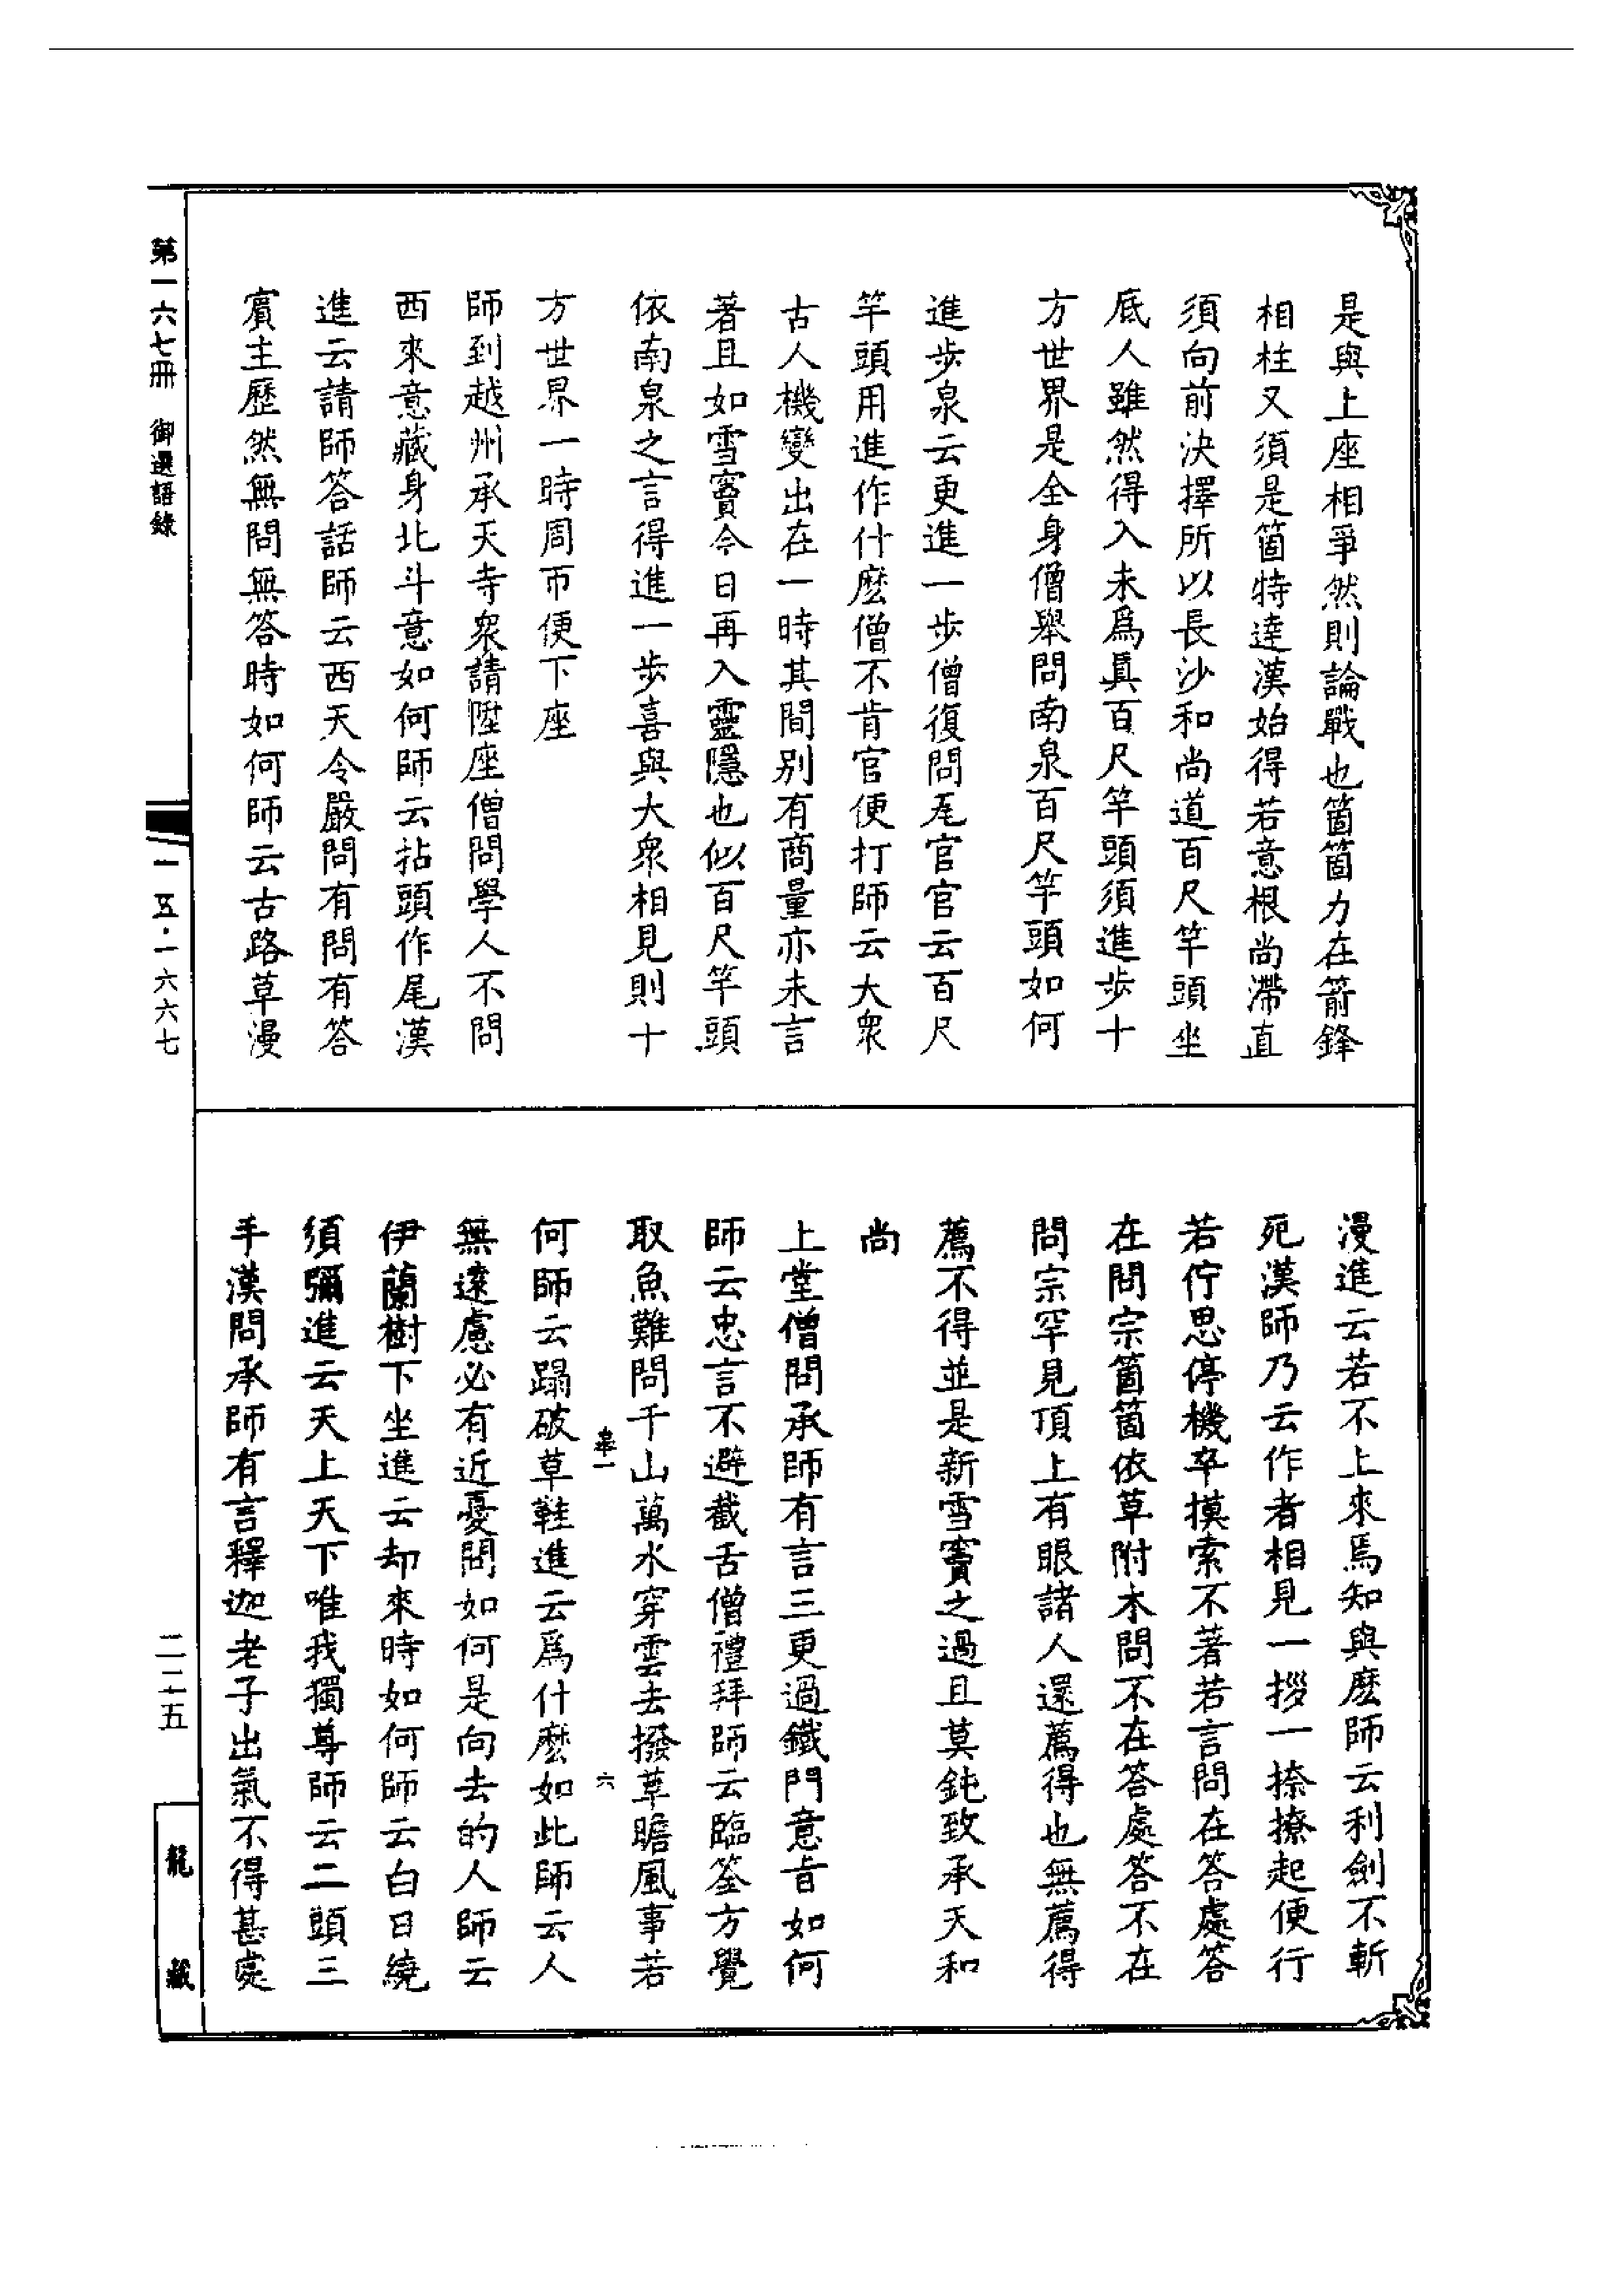 是與上座相爭然則論戰也箇箇力在箭鋒
相柱又須是箇特達漢始得若意根尚滯直
須向前決擇所以長沙和尚道百尺竿頭坐
底人雖然得入未爲眞百尺竿頭須進步十
方世界是全身僧舉問南泉百尺竿頭如何
進步泉云更進一步僧復問尾官官云百尺
竿頭用進作什麽僧不肯官便打師云大衆
古人機變出在一時其間别有商量亦未言
著且如雪竇今日再入靈隱也似百尺竿頭
依南泉之言得進一步喜與大衆相見則十
方世界一時周帀便下座
師到越州承天寺衆請陞座僧問學人不問
西來意藏身北斗意如何師云拈頭作尾漢
進云請師答話師云西天令嚴問有問有答
賓主歷然無問無答時如何師云古路草漫
漫進云若不上來焉知與麽師云利劍不斬
死漢師乃云作者相見一拶一捺撩起便行
若佇思停機卒摸索不著若言問在答處答
在問宗箇箇依草附木問不在答處答不在
問宗罕見頂上有眼諸人還薦得也無薦得
薦不得並是新雪竇之過且莫鈍致承天和
尚
上堂僧問承師有言三更過鐵門意旨如何
師云忠言不避截舌僧禮拜師云臨筌方覺
取魚難問千山萬水穿雲去撥草瞻風事若
臯一 六
何師云蹋破草鞋進云爲什麽如此師云人
無遠慮必有近憂問如何是向去的人師云
伊蘭樹下坐進云却來時如何師云白日繞
須彌進云天上天下唯我獨尊師云二頭三
手漢問承師有言釋迦老子出氣不得甚處
第一六七冊 御選語錄
一五·一六六七
二二五
龍藏